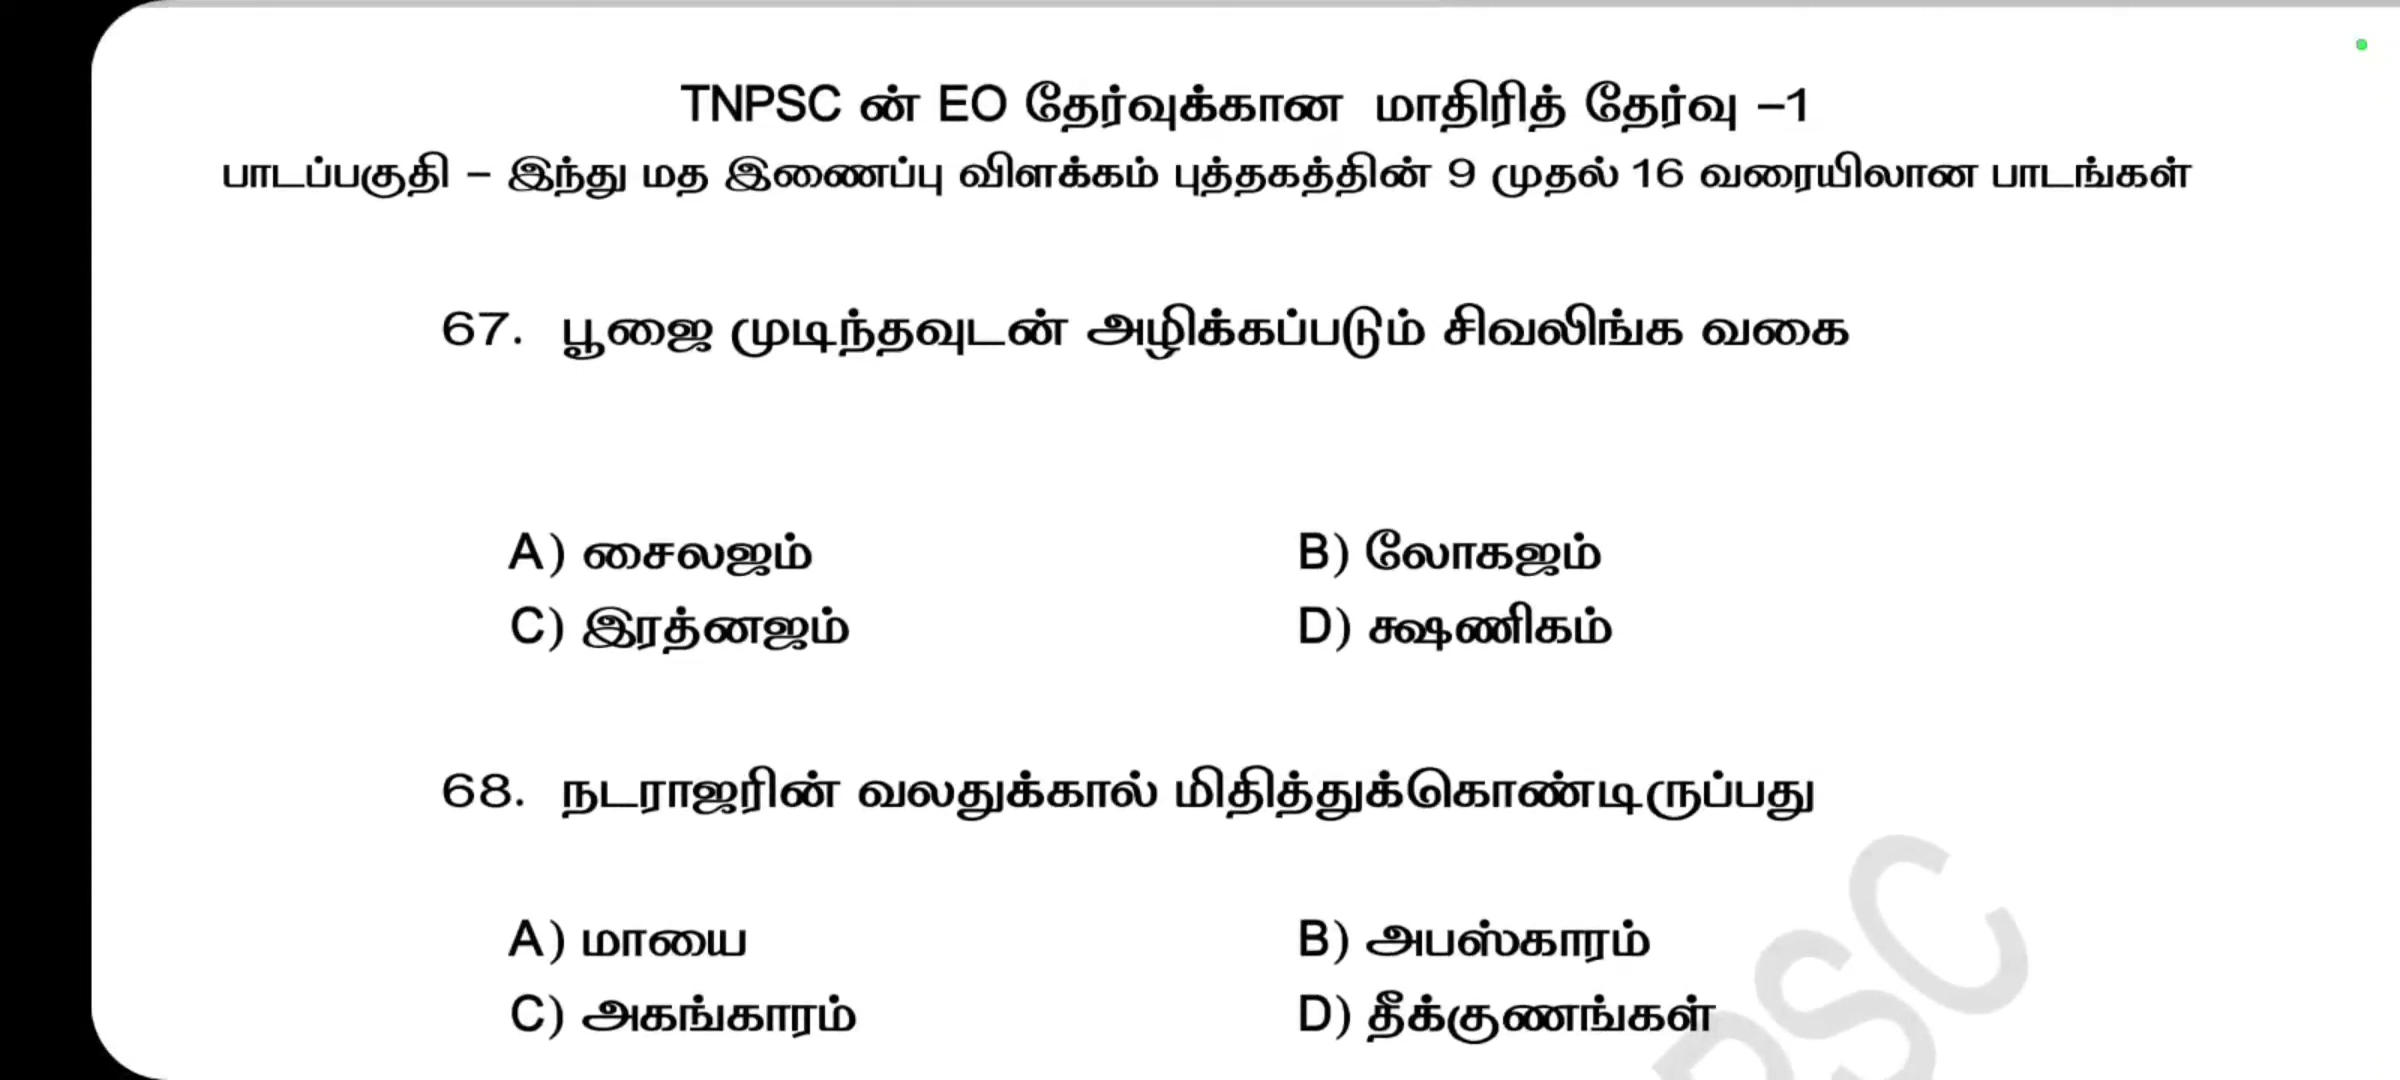 TNPSC ன் EO தேர்வுக்கான மாதிரித் தேர்வு –1
பாடப்பகுதி – இந்து மத இணைப்பு விளக்கம் புத்தகத்தின் 9 முதல் 16 வரையிலான பாடங்கள்
67. பூஜை முடிந்தவுடன் அழிக்கப்படும் சிவலிங்க வகை
A) சைலஜம் B) லோகஜம்
C) இரத்னஜம் D) க்ஷணிகம்
68. நடராஜரின் வலதுக்கால் மிதித்துக்கொண்டிருப்பது
A) மாயை B) அபஸ்காரம்
C) அகங்காரம் D) தீக்குணங்கள்
PSC